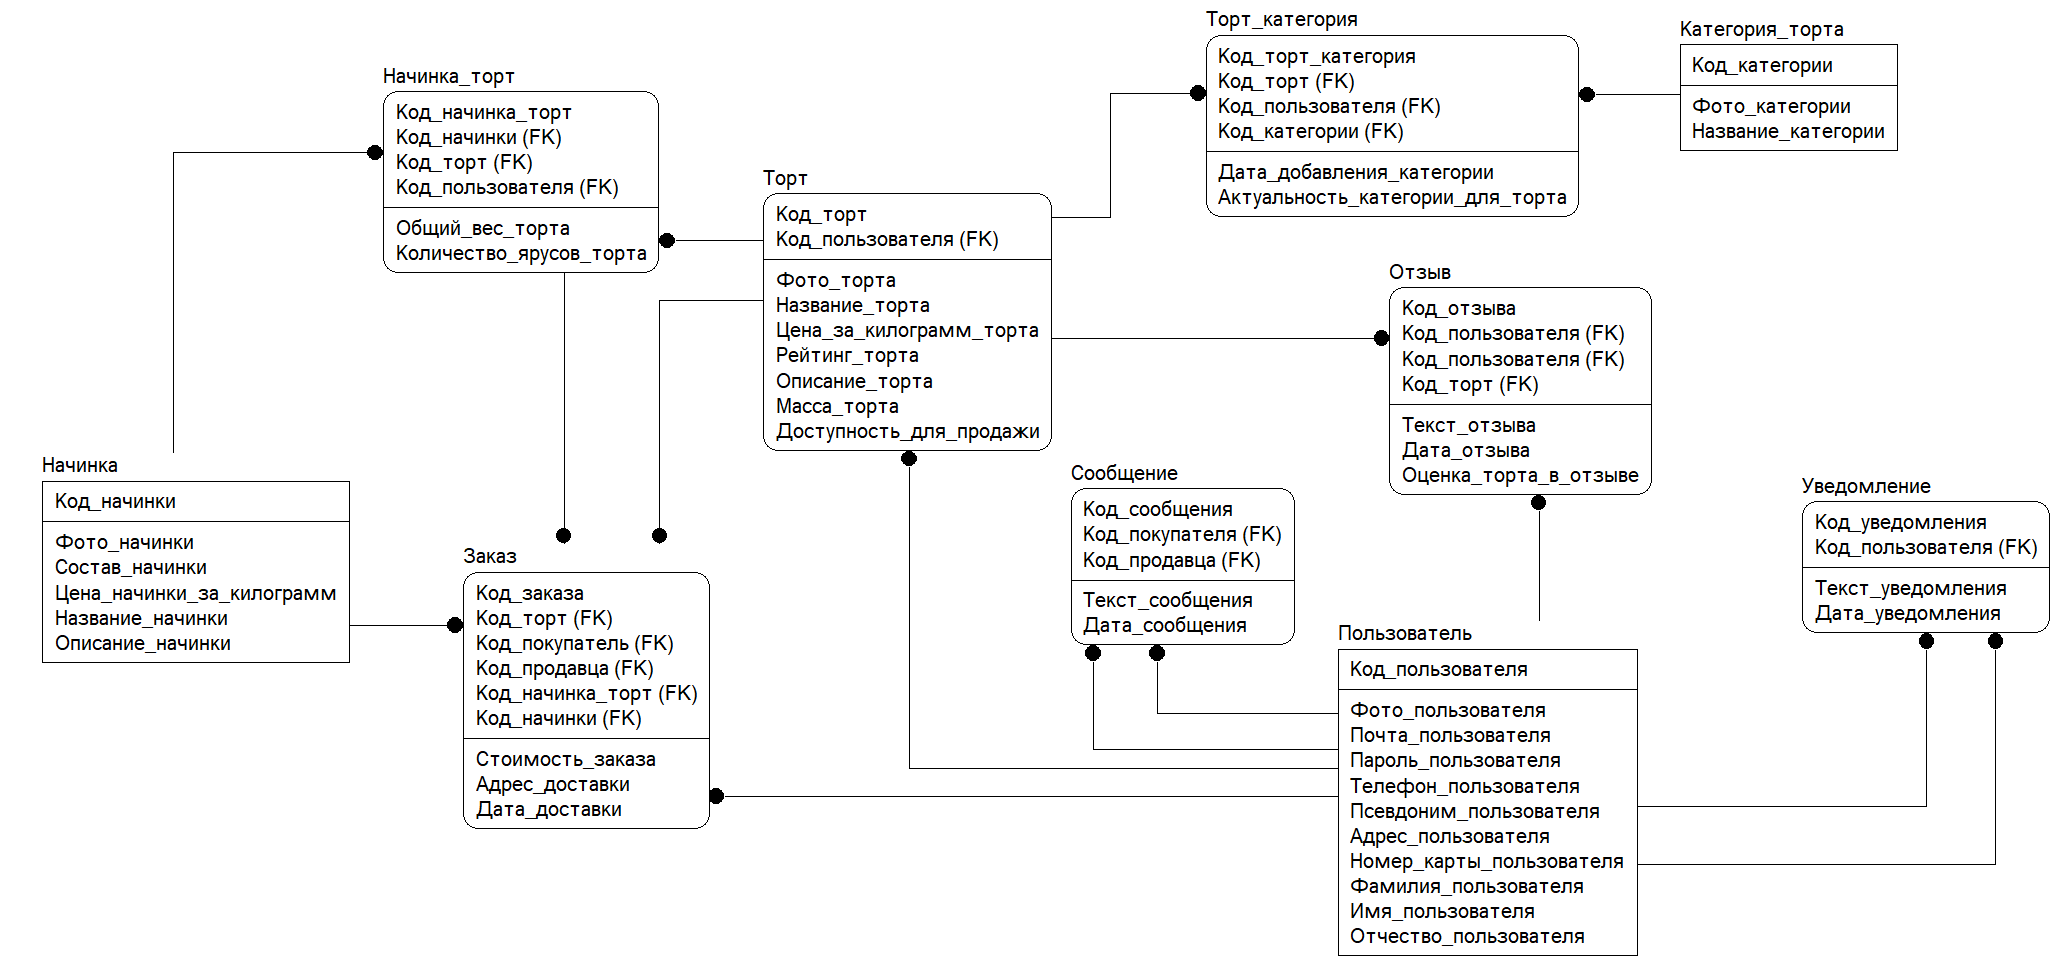 Начинка_торт
Код_начинка_торт
Код_начинки (FK)
Код_торт (FK)
Код_пользователя (FK)
Общий_вес_торта
Количество_ярусов_торта
Торт
Код_торт
Код_пользователя (FK)
Фото_торта
Название_торта
Цена_за_килограмм_торта
Рейтинг_торта
Описание_торта
Масса_торта
Доступность_для_продажи
Торт_категория
Код_торт_категория
Код_торт (FK)
Код_пользователя (FK)
Код_категории (FK)
Дата_добавления_категории
Актуальность_категории_для_торта
Категория_торта
Код_категории
Фото_категории
Название_категории
Отзыв
Код_отзыва
Код_пользователя (FK)
Код_пользователя (FK)
Код_торт (FK)
Текст_отзыва
Дата_отзыва
Оценка_торта_в_отзыве
Начинка
Код_начинки
Фото_начинки
Состав_начинки
Цена_начинки_за_килограмм
Название_начинки
Описание_начинки
Заказ
Код_заказа
Код_торт (FK)
Код_покупатель (FK)
Код_продавца (FK)
Код_начинка_торт (FK)
Код_начинки (FK)
Стоимость_заказа
Адрес_доставки
Дата_доставки
Сообщение
Код_сообщения
Код_покупателя (FK)
Код_продавца (FK)
Текст_сообщения
Дата_сообщения
Уведомление
Код_уведомления
Код_пользователя (FK)
Текст_уведомления
Дата_уведомления
Пользователь
Код_пользователя
Фото_пользователя
Почта_пользователя
Пароль_пользователя
Телефон_пользователя
Псевдоним_пользователя
Адрес_пользователя
Номер_карты_пользователя
Фамилия_пользователя
Имя_пользователя
Отчество_пользователя